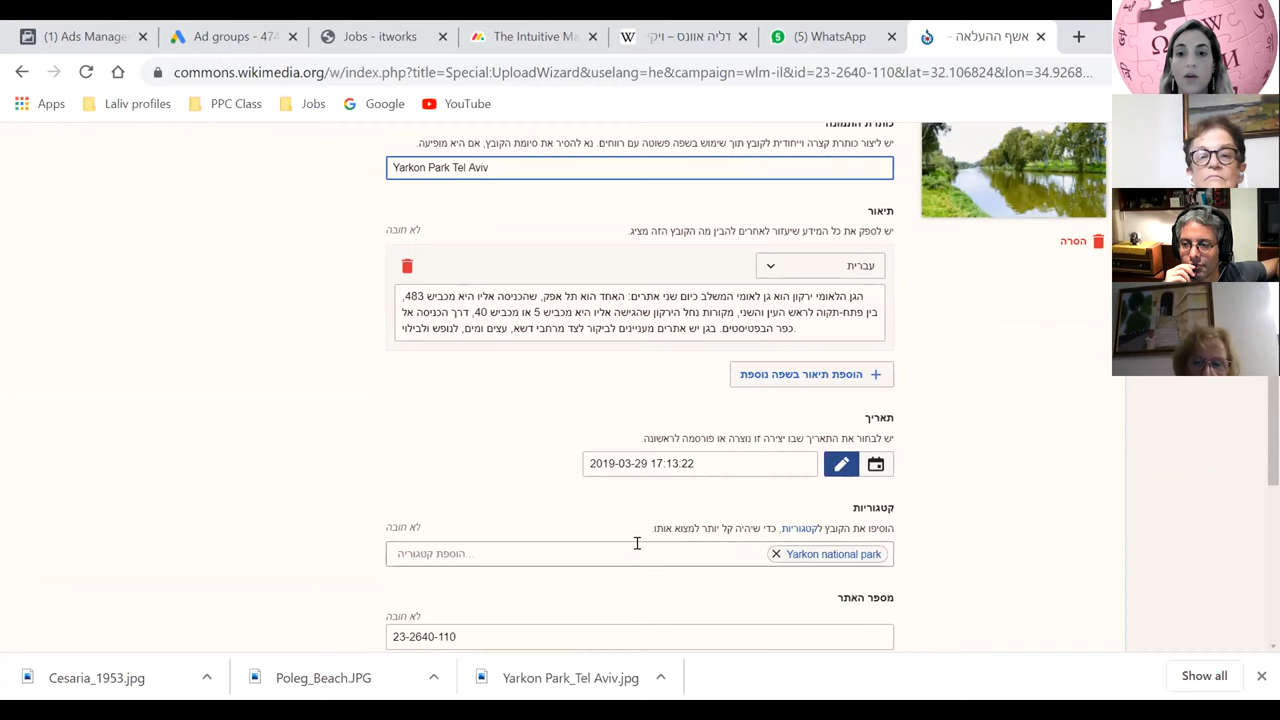 (1) Ads Manage
Ad groups - 474
Jobs - itworks
The Intuitive Ma
דליה אוונס – ויקי
(5) WhatsApp
אשף ההעלאה –
commons.wikimedia.org/w/index.php?title=Special:UploadWizard&uselang=he&campaign=wlm-il&id=23-2640-110&lat=32.106824&lon=34.9268...
Apps
Laliv profiles
PPC Class
Jobs
Google
YouTube
כותרת התמונה
יש ליצור כותרת קצרה וייחודית לקובץ תוך שימוש בשפה פשוטה עם רווחים. נא להסיר את סיומת הקובץ, אם היא מופיעה.
Yarkon Park Tel Aviv
תיאור
לא חובה
יש לספק את כל המידע שיעזור לאחרים להבין מה הקובץ הזה מציג.
הסרה
עברית
הגן הלאומי ירקון הוא גן לאומי המשלב כיום שני אתרים: האחד הוא תל אפק, שהכניסה אליו היא מכביש 483,
בין פתח-תקוה לראש העין והשני, מקורות נחל הירקון שהגישה אליו היא מכביש 5 או מכביש 40, דרך הכניסה אל
כפר הבפטיסטים. בגן יש אתרים מעניינים לביקור לצד מרחבי דשא, עצים ומים, לנופש ולבילוי.
הוספת תיאור בשפה נוספת
תאריך
יש לבחור את התאריך שבו יצירה זו נוצרה או פורסמה לראשונה.
2019-03-29 17:13:22
קטגוריות
לא חובה
הוסיפו את הקובץ לקטגוריות, כדי שיהיה קל יותר למצוא אותו.
Yarkon national park
הוספת קטגוריה...
מספר האתר
לא חובה
23-2640-110
Cesaria_1953.jpg
Poleg_Beach.JPG
Yarkon Park_Tel Aviv.jpg
Show all